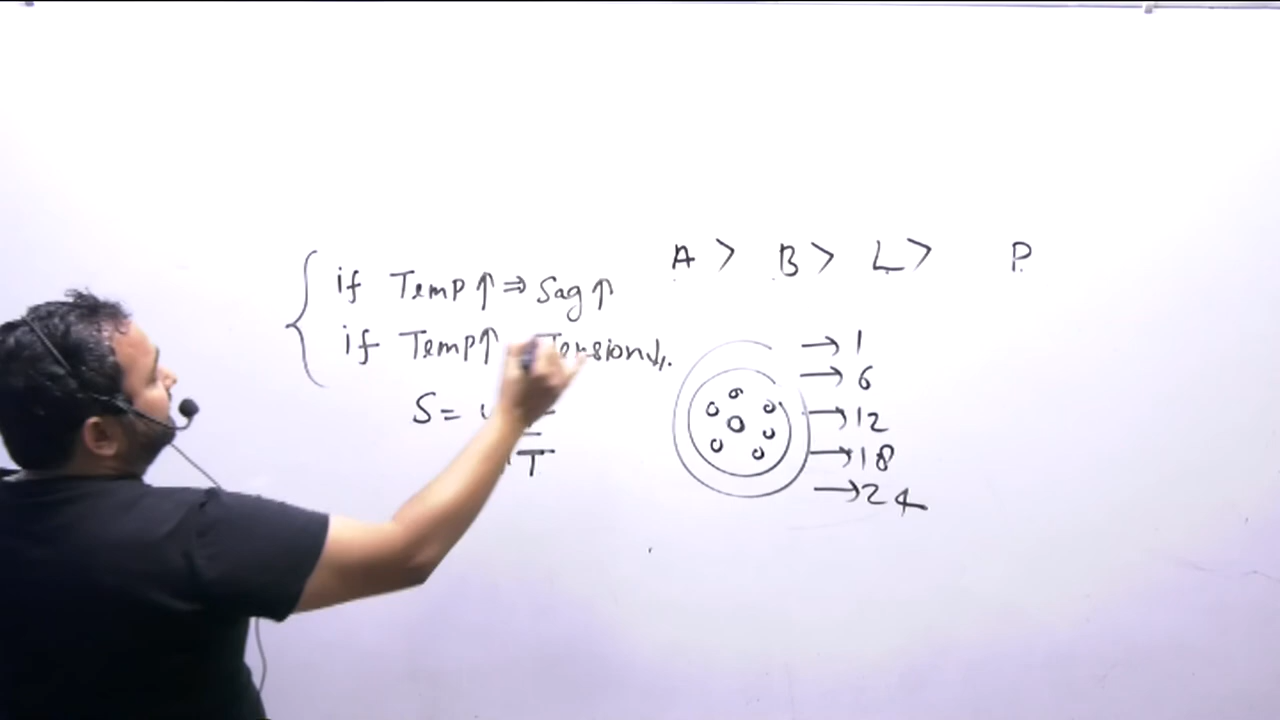 A > B > L > P
if Temp↑ ⇒ Sag↑
if Temp↑ Tension↓.
S =
T
→ 1
→ 6
→ 12
→ 18
→ 24